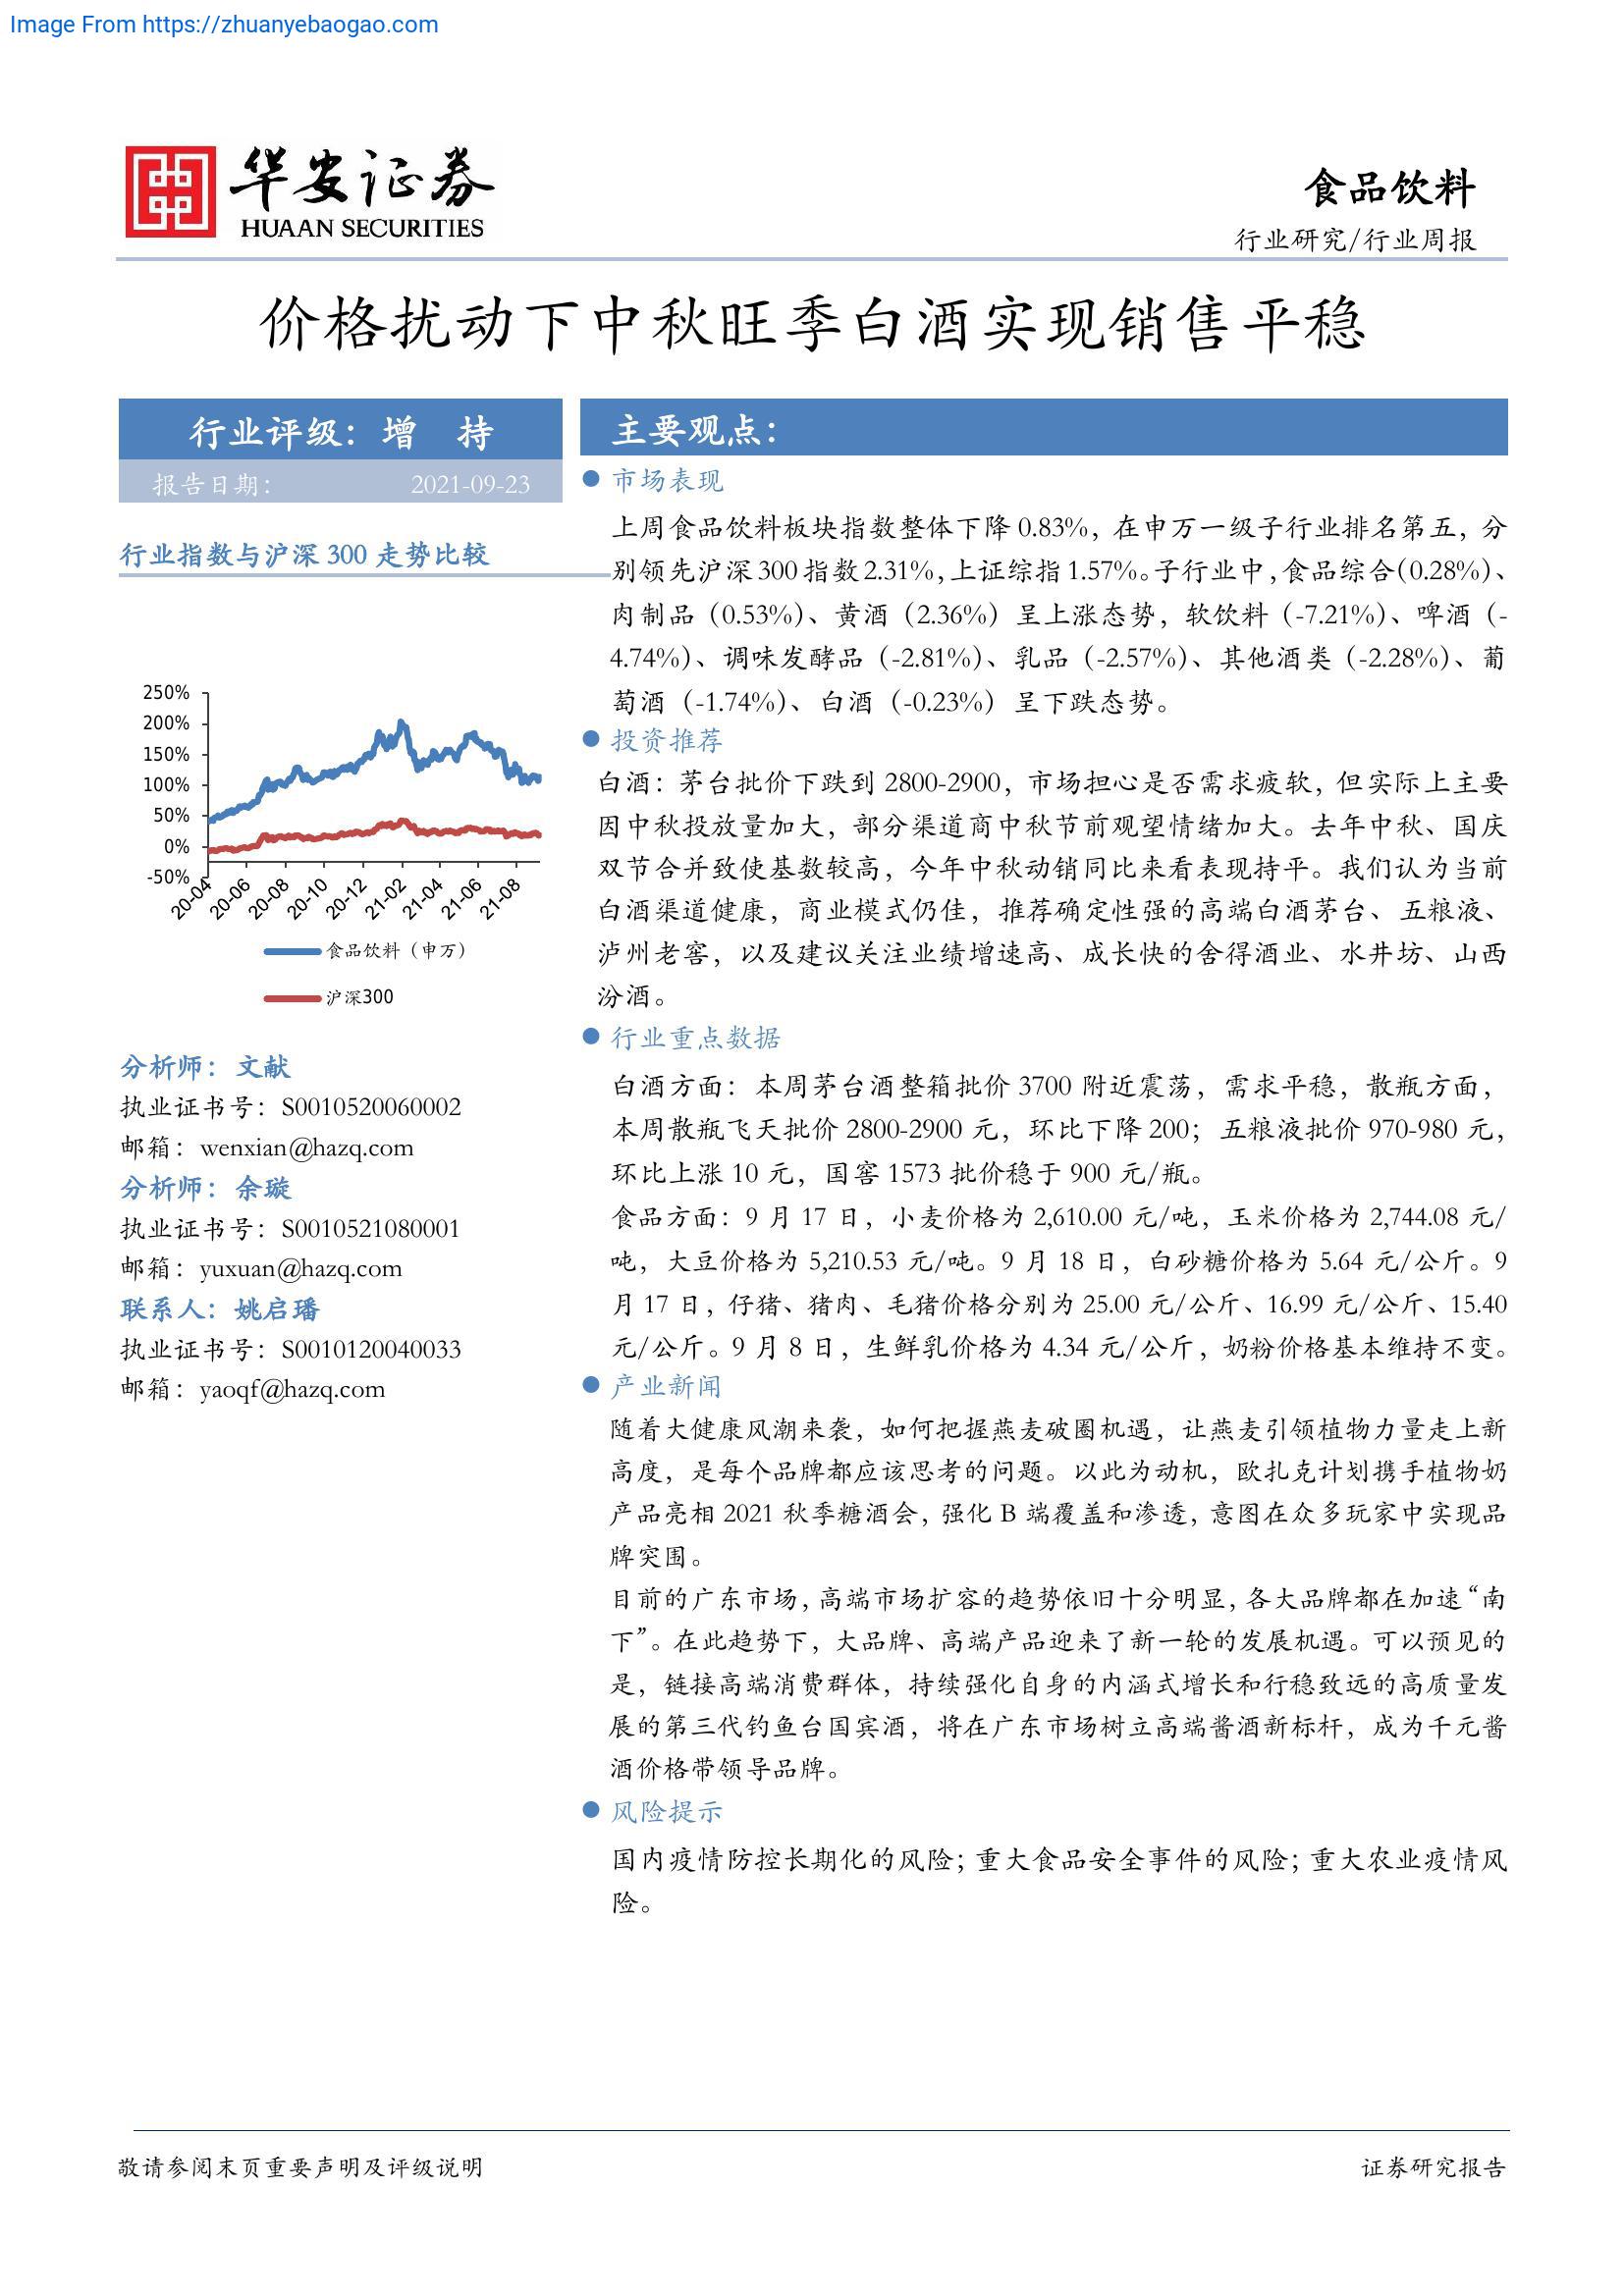 Image From https://zhuanyebaogao.com
华安证券
HUAAN SECURITIES
食品饮料
行业研究/行业周报
价格扰动下中秋旺季白酒实现销售平稳
行业评级：增 持
报告日期： 2021-09-23
行业指数与沪深 300 走势比较
250%
200%
150%
100%
50%
0%
-50%
20-04 20-06 20-08 20-10 20-12 21-02 21-04 21-06 21-08
食品饮料（申万）
沪深300
分析师：文献
执业证书号：S0010520060002
邮箱：wenxian@hazq.com
分析师：余璇
执业证书号：S0010521080001
邮箱：yuxuan@hazq.com
联系人：姚启璠
执业证书号：S0010120040033
邮箱：yaoqf@hazq.com
主要观点：
市场表现
上周食品饮料板块指数整体下降 0.83%，在申万一级子行业排名第五，分
别领先沪深 300 指数 2.31%，上证综指 1.57%。子行业中，食品综合（0.28%）、
肉制品（0.53%）、黄酒（2.36%）呈上涨态势，软饮料（-7.21%）、啤酒（-
4.74%）、调味发酵品（-2.81%）、乳品（-2.57%）、其他酒类（-2.28%）、葡
萄酒（-1.74%）、白酒（-0.23%）呈下跌态势。
投资推荐
白酒：茅台批价下跌到 2800-2900，市场担心是否需求疲软，但实际上主要
因中秋投放量加大，部分渠道商中秋节前观望情绪加大。去年中秋、国庆
双节合并致使基数较高，今年中秋动销同比来看表现持平。我们认为当前
白酒渠道健康，商业模式仍佳，推荐确定性强的高端白酒茅台、五粮液、
泸州老窖，以及建议关注业绩增速高、成长快的舍得酒业、水井坊、山西
汾酒。
行业重点数据
白酒方面：本周茅台酒整箱批价 3700 附近震荡，需求平稳，散瓶方面，
本周散瓶飞天批价 2800-2900 元，环比下降 200；五粮液批价 970-980 元，
环比上涨 10 元，国窖 1573 批价稳于 900 元/瓶。
食品方面：9 月 17 日，小麦价格为 2,610.00 元/吨，玉米价格为 2,744.08 元/
吨，大豆价格为 5,210.53 元/吨。9 月 18 日，白砂糖价格为 5.64 元/公斤。9
月 17 日，仔猪、猪肉、毛猪价格分别为 25.00 元/公斤、16.99 元/公斤、15.40
元/公斤。9 月 8 日，生鲜乳价格为 4.34 元/公斤，奶粉价格基本维持不变。
产业新闻
随着大健康风潮来袭，如何把握燕麦破圈机遇，让燕麦引领植物力量走上新
高度，是每个品牌都应该思考的问题。以此为动机，欧扎克计划携手植物奶
产品亮相 2021 秋季糖酒会，强化 B 端覆盖和渗透，意图在众多玩家中实现品
牌突围。
目前的广东市场，高端市场扩容的趋势依旧十分明显，各大品牌都在加速“南
下”。在此趋势下，大品牌、高端产品迎来了新一轮的发展机遇。可以预见的
是，链接高端消费群体，持续强化自身的内涵式增长和行稳致远的高质量发
展的第三代钓鱼台国宾酒，将在广东市场树立高端酱酒新标杆，成为千元酱
酒价格带领导品牌。
风险提示
国内疫情防控长期化的风险；重大食品安全事件的风险；重大农业疫情风
险。
敬请参阅末页重要声明及评级说明 证券研究报告